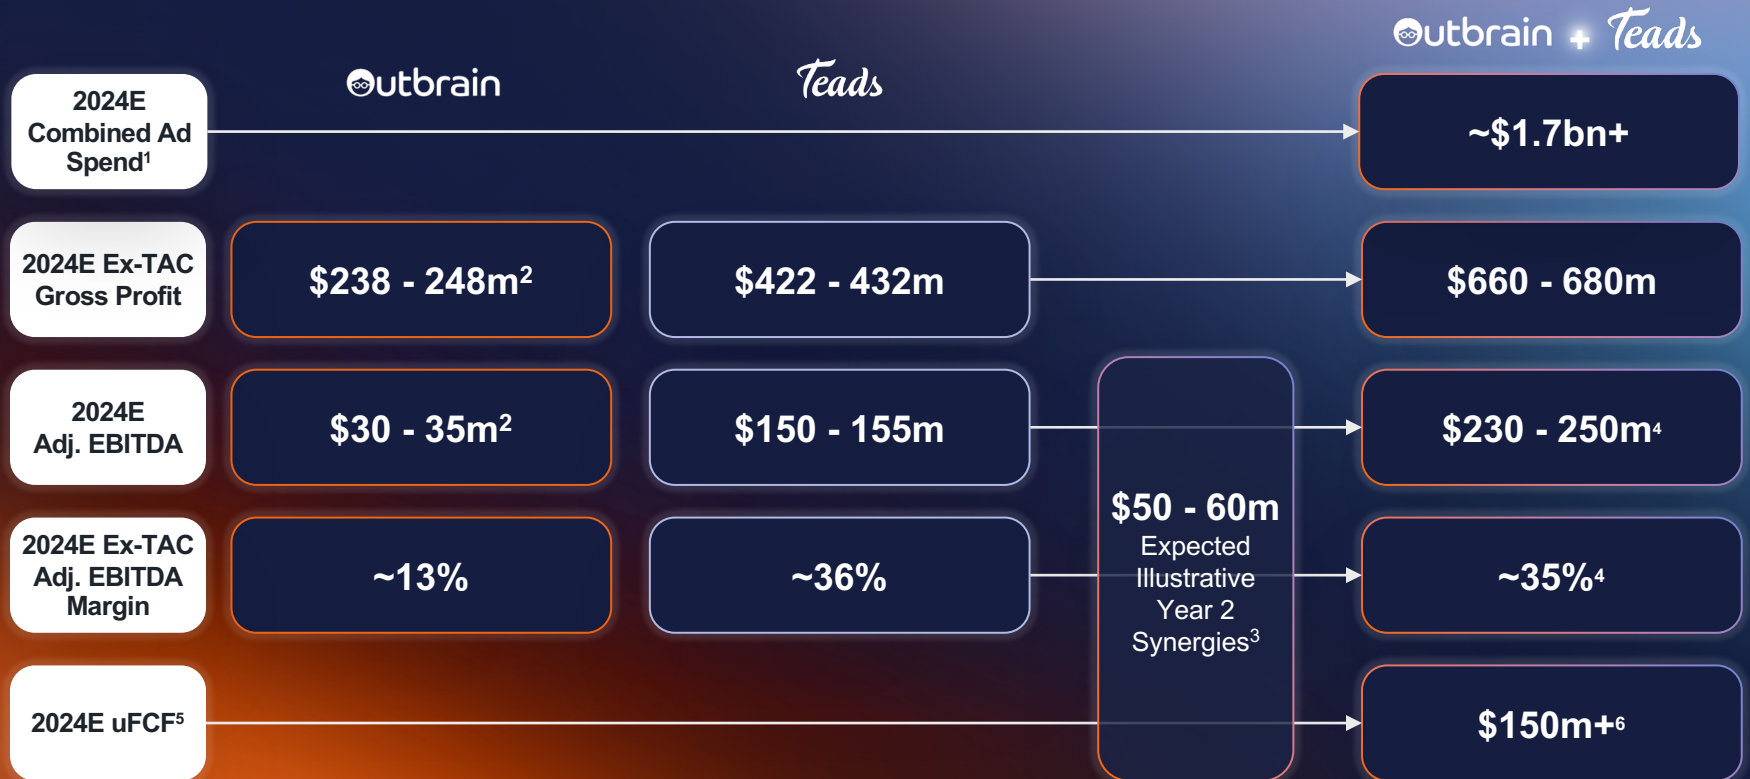 Outbrain + Teads
Outbrain
Teads
2024E
Combined Ad
Spend¹
~$1.7bn+
2024E Ex-TAC
Gross Profit
$238 - 248m²
$422 - 432m
$660 - 680m
2024E
Adj. EBITDA
$30 - 35m²
$150 - 155m
$230 - 250m⁴
2024E Ex-TAC
Adj. EBITDA
Margin
~13%
~36%
$50 - 60m
Expected
Illustrative
Year 2
Synergies³
~35%⁴
2024E uFCF⁵
$150m+⁶